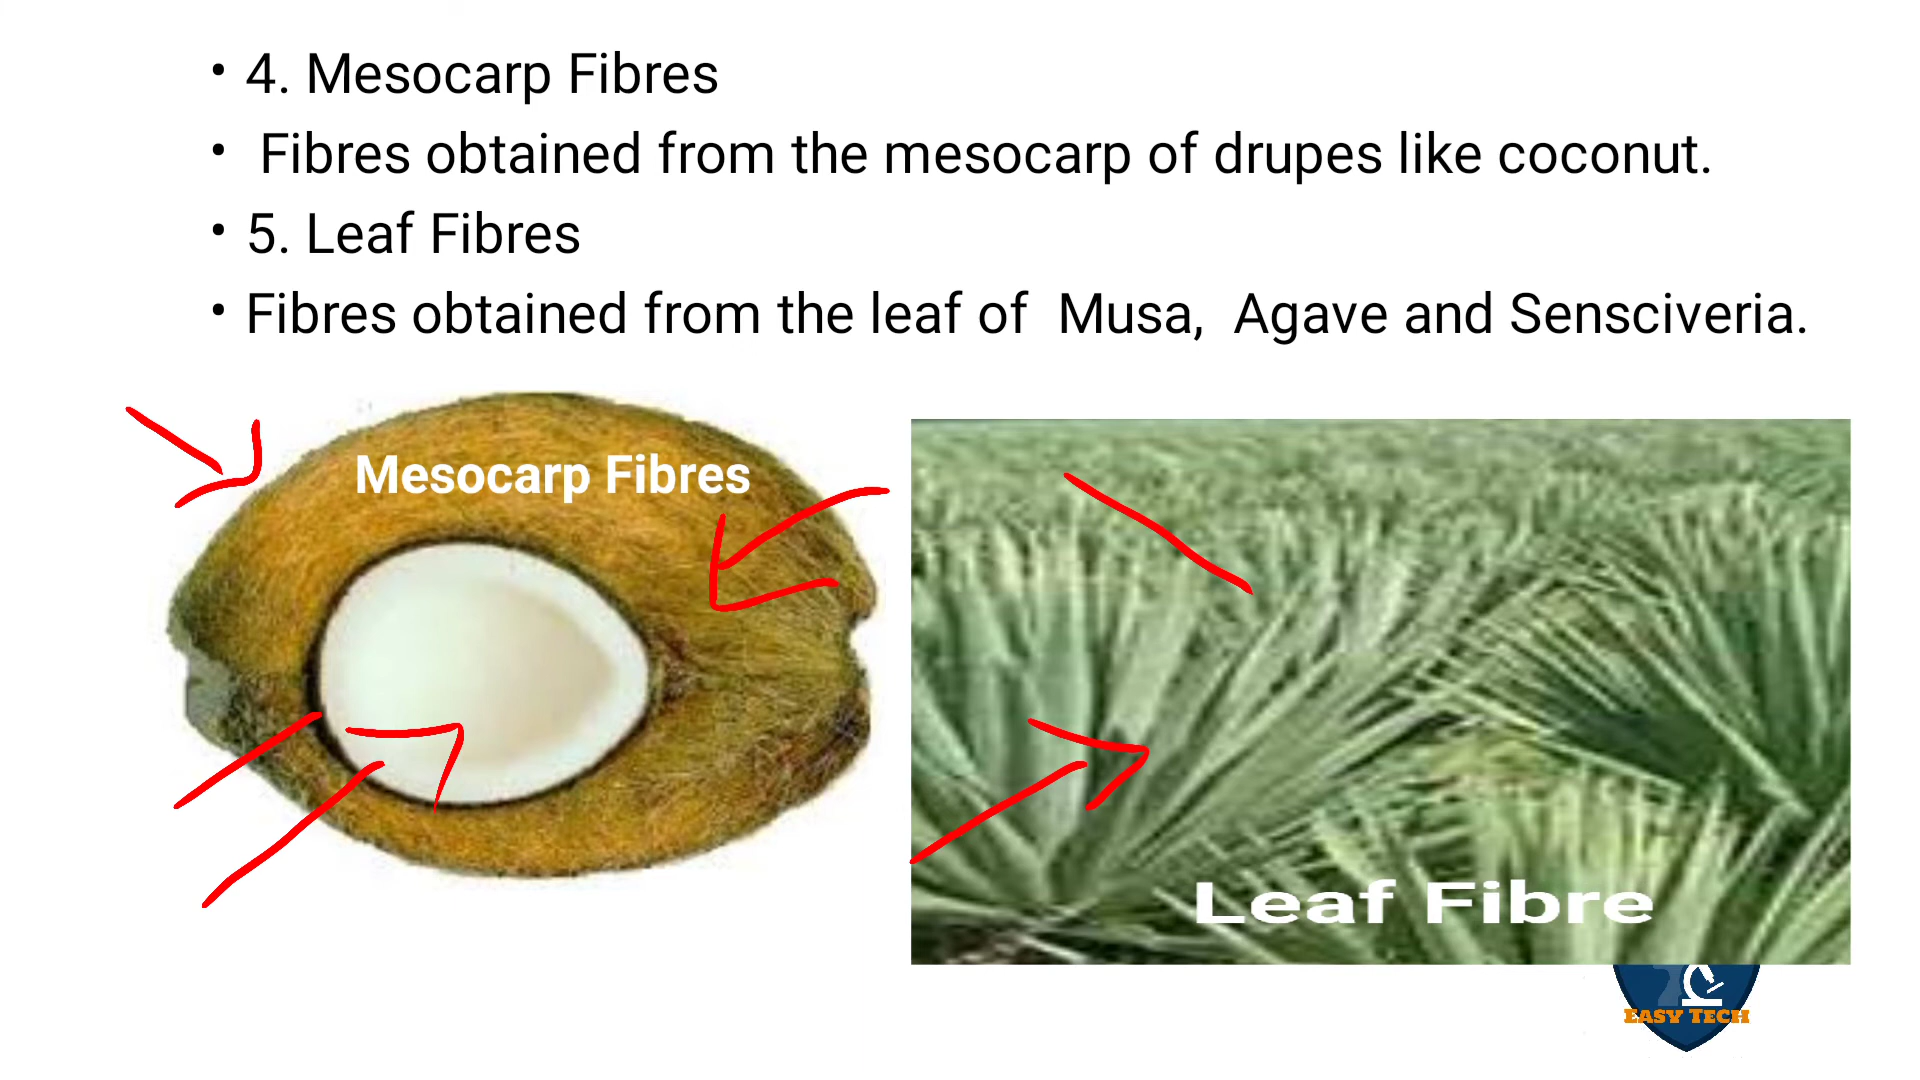 • 4. Mesocarp Fibres
• Fibres obtained from the mesocarp of drupes like coconut.
• 5. Leaf Fibres
• Fibres obtained from the leaf of Musa, Agave and Sensciveria.
Mesocarp Fibres
Leaf Fibre
EASY TECH